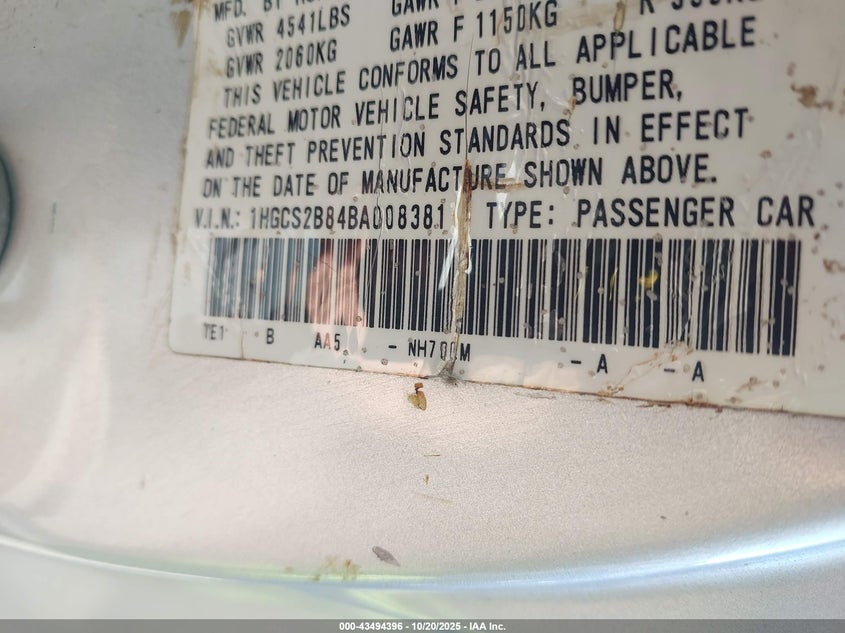 MFD. BY
GVWR 4541LBS GAWR F
GVWR 2060KG GAWR F 1150KG R
THIS VEHICLE CONFORMS TO ALL APPLICABLE
FEDERAL MOTOR VEHICLE SAFETY, BUMPER,
AND THEFT PREVENTION STANDARDS IN EFFECT
ON THE DATE OF MANUFACTURE SHOWN ABOVE.
V.I.N.: 1HGCS2B84BA008381 TYPE: PASSENGER CAR
TE1 B AA5 - NH700M - A - A
000-43494396 - 10/20/2025 - IAA Inc.